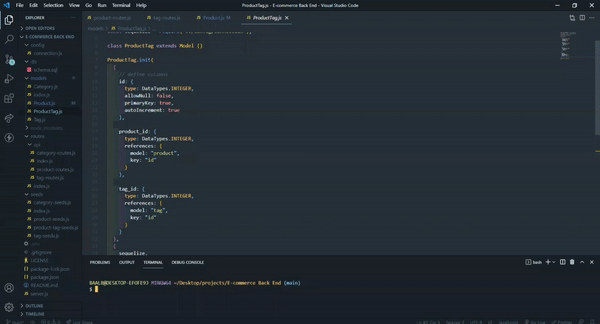 File Edit Selection View Go Run Terminal Help
ProductTag.js - E-commerce Back End - Visual Studio Code
EXPLORER
product-routes.js
tag-routes.js
Product.js M
ProductTag.js
OPEN EDITORS
models
E-COMMERCE BACK END
config
connection.js
db
schema.sql
models
Category.js
index.js
Product.js M
ProductTag.js
Tag.js
node_modules
routes
api
category-routes.js
index.js
product-routes.js
tag-routes.js
index.js
seeds
category-seeds.js
index.js
product-seeds.js
tag-seeds.js
.gitignore
LICENSE
package-lock.json
package.json
README.md
server.js
OUTLINE
TIMELINE
class ProductTag extends Model {}
ProductTag.init(
{
// define columns
id: {
type: DataTypes.INTEGER,
allowNull: false,
primaryKey: true,
autoIncrement: true
},
product_id: {
type: DataTypes.INTEGER,
references: {
model: "product",
key: "id"
}
},
tag_id: {
type: DataTypes.INTEGER,
references: {
model: "tag",
key: "id"
}
}
},
{
sequelize,
PROBLEMS OUTPUT TERMINAL DEBUG CONSOLE
bash
MINGW64 ~/Desktop/projects/E-commerce Back End (main)
$